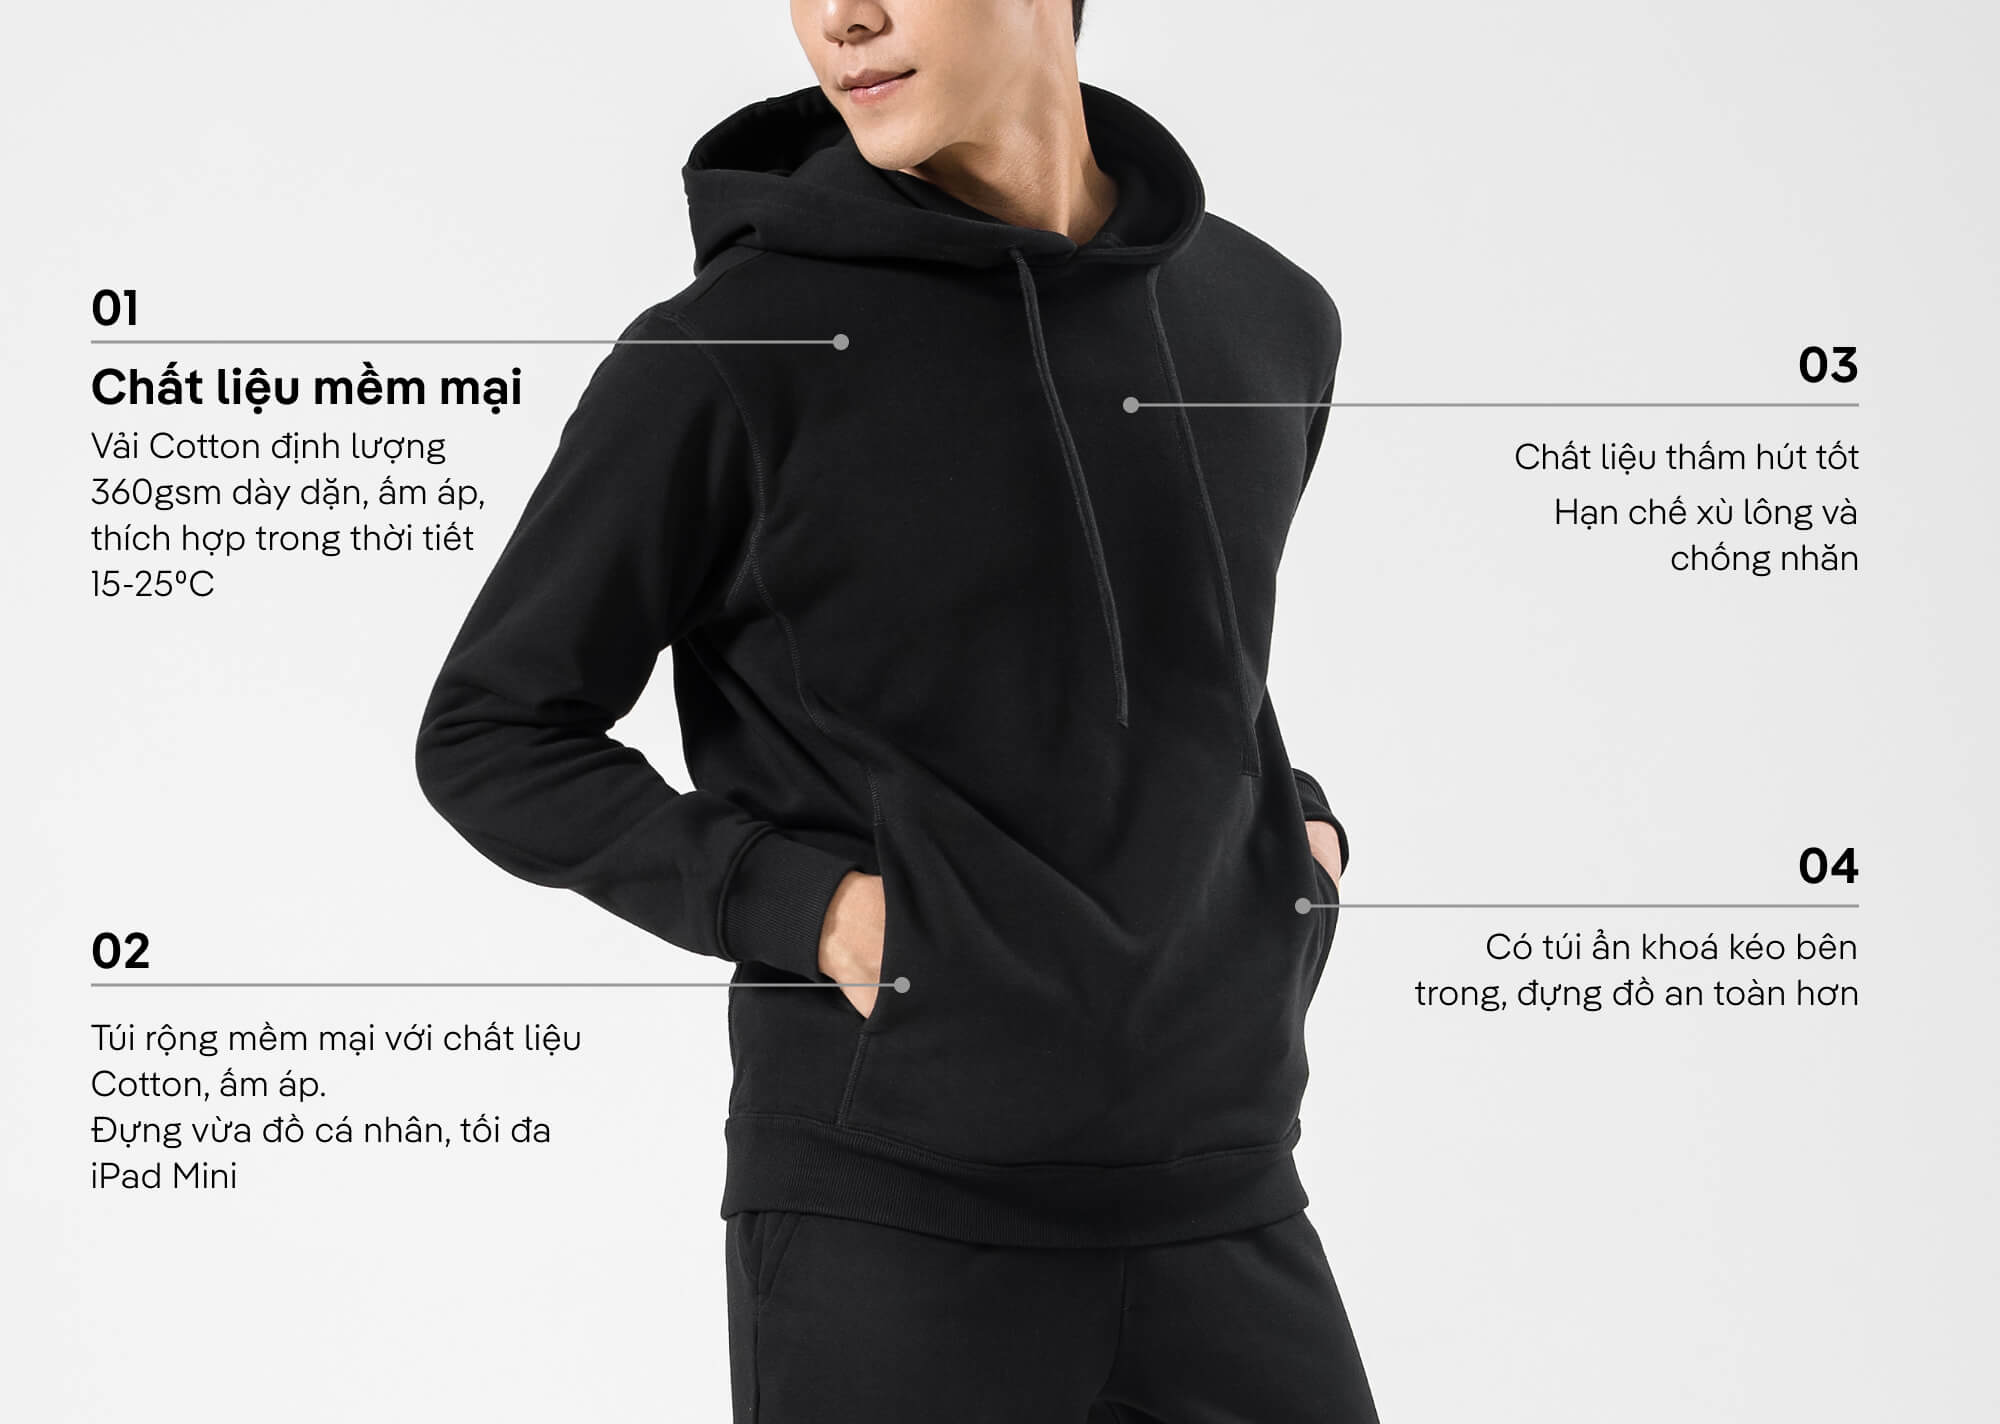 01
Chất liệu mềm mại
Vải Cotton định lượng
360gsm dày dặn, ấm áp,
thích hợp trong thời tiết
15-25ºC
02
Túi rộng mềm mại với chất liệu
Cotton, ấm áp.
Đựng vừa đồ cá nhân, tối đa
iPad Mini
03
Chất liệu thấm hút tốt
Hạn chế xù lông và
chống nhăn
04
Có túi ẩn khoá kéo bên
trong, đựng đồ an toàn hơn